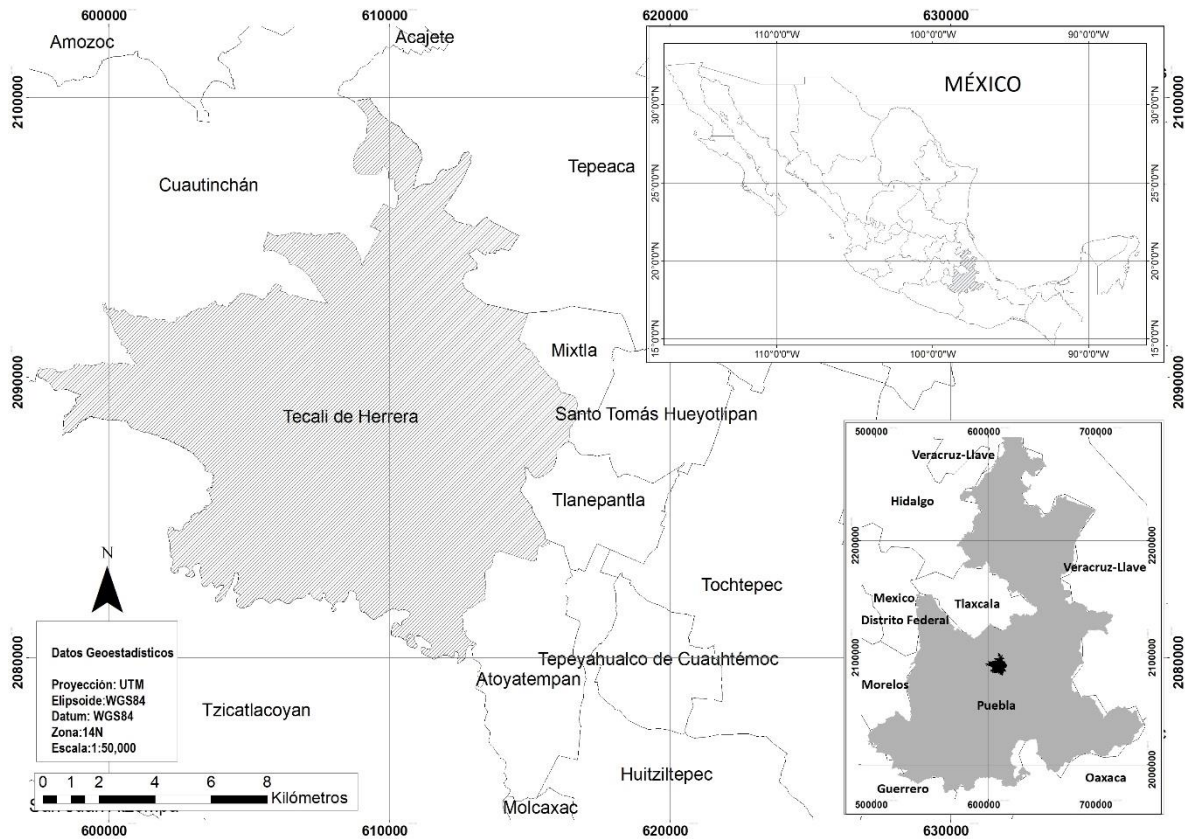 600000
610000
620000
630000
Amozoc
Acajete
2100000
Cuautinchán
Tepeaca
2090000
Mixtla
Tecali de Herrera
Santo Tomás Hueyotlipan
Tlanepantla
Tochtepec
N
2080000
Tepeyahualco de Cuauhtémoc
Atoyatempan
Tzicatlacoyan
Huitziltepec
Molcaxac
Datos Geoestadísticos
Proyección: UTM
Elipsoide:WGS84
Datum: WGS84
Zona:14N
Escala:1:50,000
0 1 2 4 6 8
Kilómetros
600000
610000
620000
630000
2100000
2090000
2080000
110°0'0"W
100°0'0"W
90°0'0"W
MÉXICO
30°0'0"N
25°0'0"N
20°0'0"N
15°0'0"N
30°0'0"N
25°0'0"N
20°0'0"N
15°0'0"N
110°0'0"W
100°0'0"W
90°0'0"W
500000
600000
700000
Veracruz-Llave
Hidalgo
2200000
2200000
Veracruz-Llave
Mexico
Tlaxcala
Distrito Federal
2100000
2100000
Morelos
Puebla
2000000
2000000
Oaxaca
Guerrero
500000
600000
700000